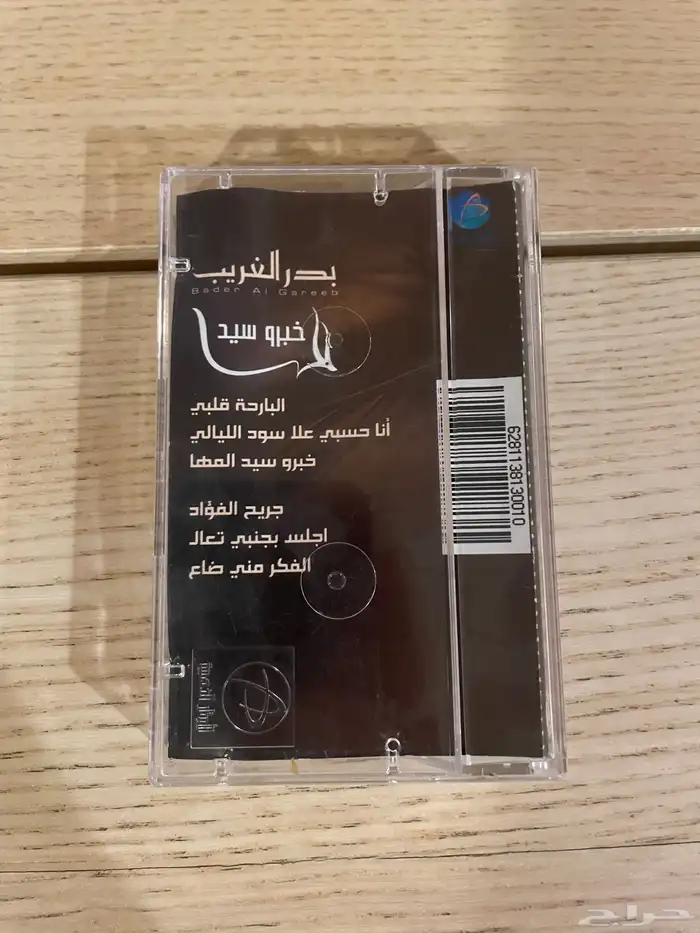 بدر الغريب
Bader Al Gareeb
خبرو سيد المها
البارحة قلبي
أنا حسبي علا سود الليالي
خبرو سيد المها
جريح الفؤاد
اجلس بجنبي تعال
الفكر مني ضاع
6281138130010
حراج